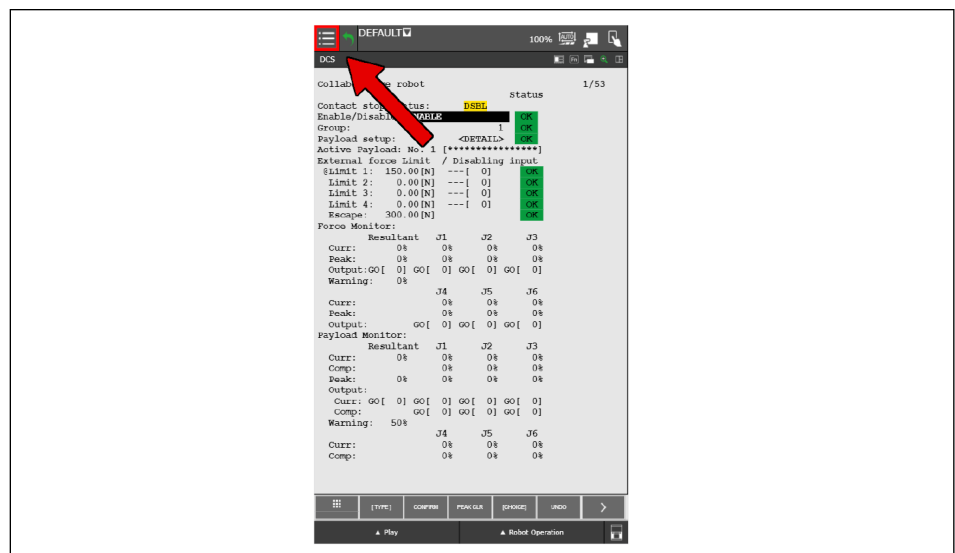 DEFAULT
100% AUTO
DCS
Fn
Collab e robot 1/53
Status
Contact stop tus: DSBL
Enable/Disabl NABLE OK
Group: 1 OK
Payload setup: <DETAIL> OK
Active Payload: No. 1 [****************]
External force Limit / Disabling input
@Limit 1: 150.00[N] ---[ 0] OK
Limit 2: 0.00[N] ---[ 0] OK
Limit 3: 0.00[N] ---[ 0] OK
Limit 4: 0.00[N] ---[ 0] OK
Escape: 300.00[N] OK
Force Monitor:
Resultant J1 J2 J3
Curr: 0% 0% 0% 0%
Peak: 0% 0% 0% 0%
Output:GO[ 0] GO[ 0] GO[ 0] GO[ 0]
Warning: 0%
J4 J5 J6
Curr: 0% 0% 0%
Peak: 0% 0% 0%
Output: GO[ 0] GO[ 0] GO[ 0]
Payload Monitor:
Resultant J1 J2 J3
Curr: 0% 0% 0% 0%
Comp: 0% 0% 0%
Peak: 0% 0% 0% 0%
Output:
Curr: GO[ 0] GO[ 0] GO[ 0] GO[ 0]
Comp: GO[ 0] GO[ 0] GO[ 0]
Warning: 50%
J4 J5 J6
Curr: 0% 0% 0%
Comp: 0% 0% 0%
[TYPE] CONFIRM PEAK CLR [CHOICE] UNDO >
▲ Play ▲ Robot Operation